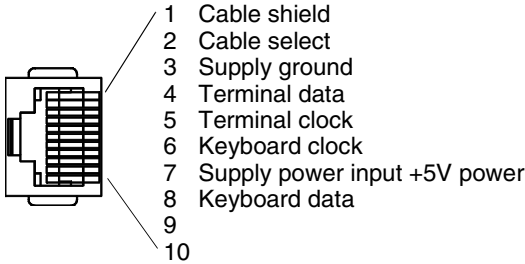 1 Cable shield
2 Cable select
3 Supply ground
4 Terminal data
5 Terminal clock
6 Keyboard clock
7 Supply power input +5V power
8 Keyboard data
9
10